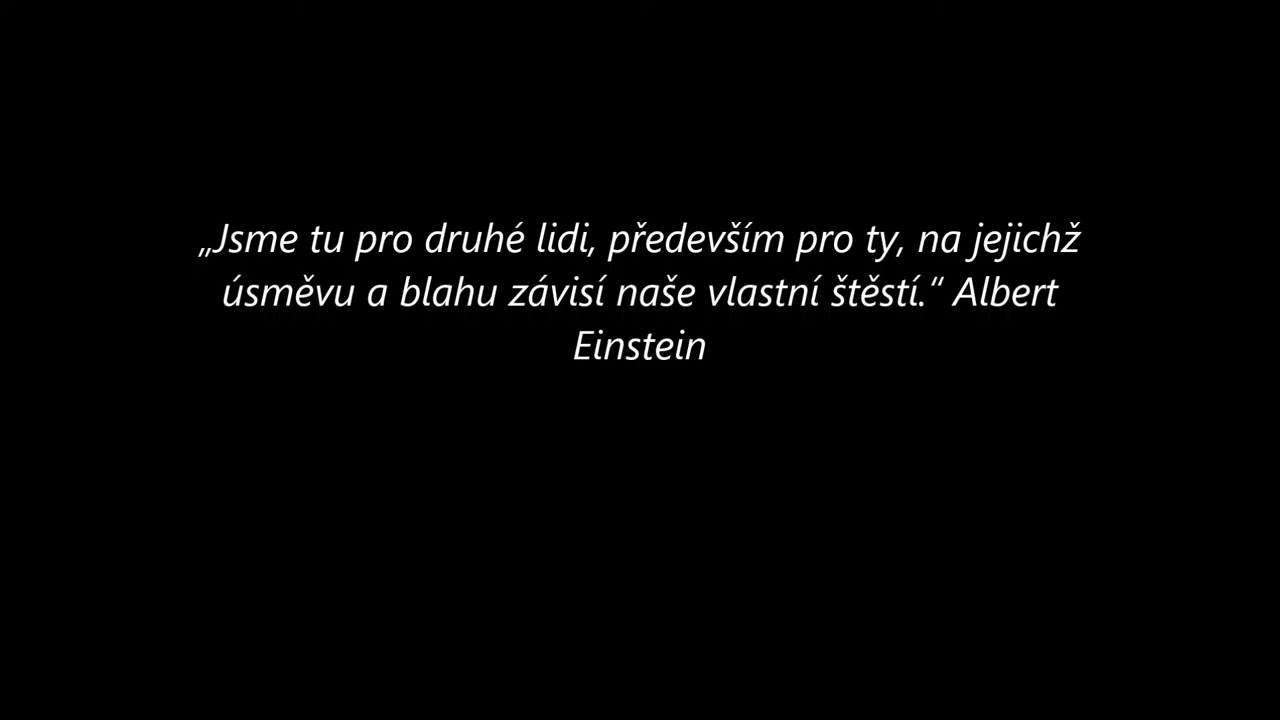 „Jsme tu pro druhé lidi, především pro ty, na jejichž
úsměvu a blahu závisí naše vlastní štěstí.“ Albert
Einstein